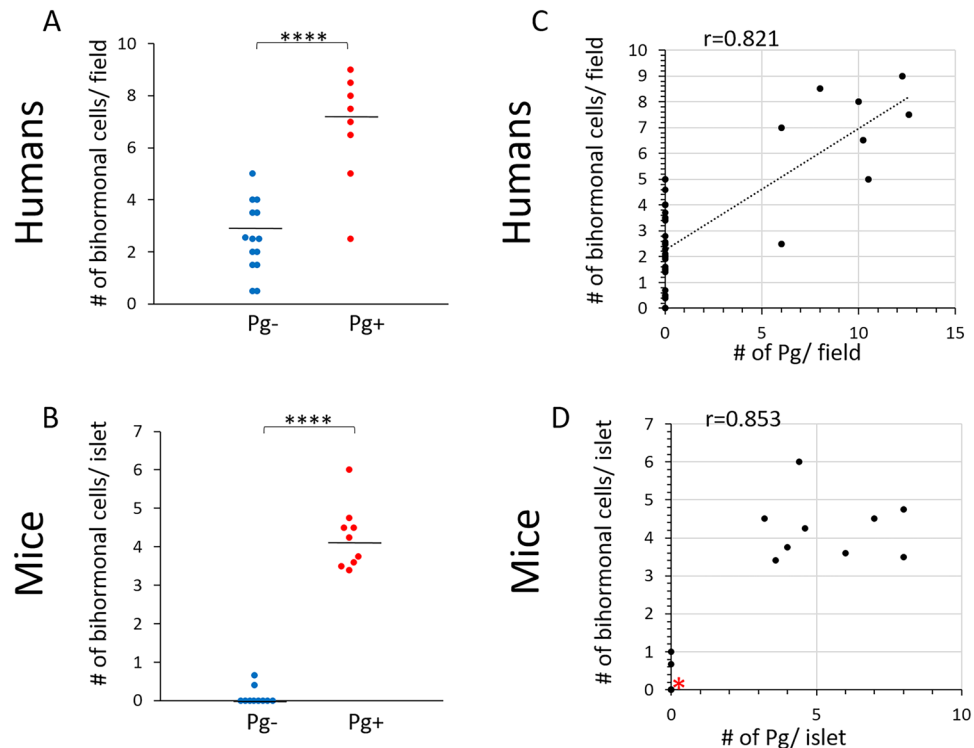 A
Humans
# of bihormonal cells/ field
****
10
8
6
4
2
0
Pg-
Pg+
C
Humans
# of bihormonal cells/ field
r=0.821
10
9
8
7
6
5
4
3
2
1
0
0
5
10
15
# of Pg/ field
B
Mice
# of bihormonal cells/ islet
****
7
6
5
4
3
2
1
0
Pg-
Pg+
D
Mice
# of bihormonal cells/ islet
r=0.853
7
6
5
4
3
2
1
0
*
0
5
10
# of Pg/ islet